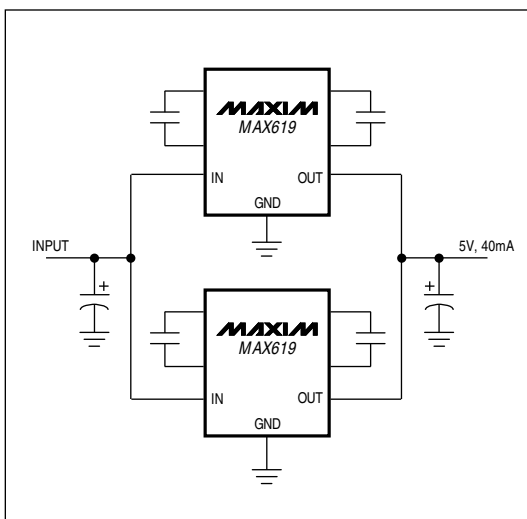 MAXIM
MAX619
IN
OUT
GND
INPUT
+
5V, 40mA
+
MAXIM
MAX619
IN
OUT
GND